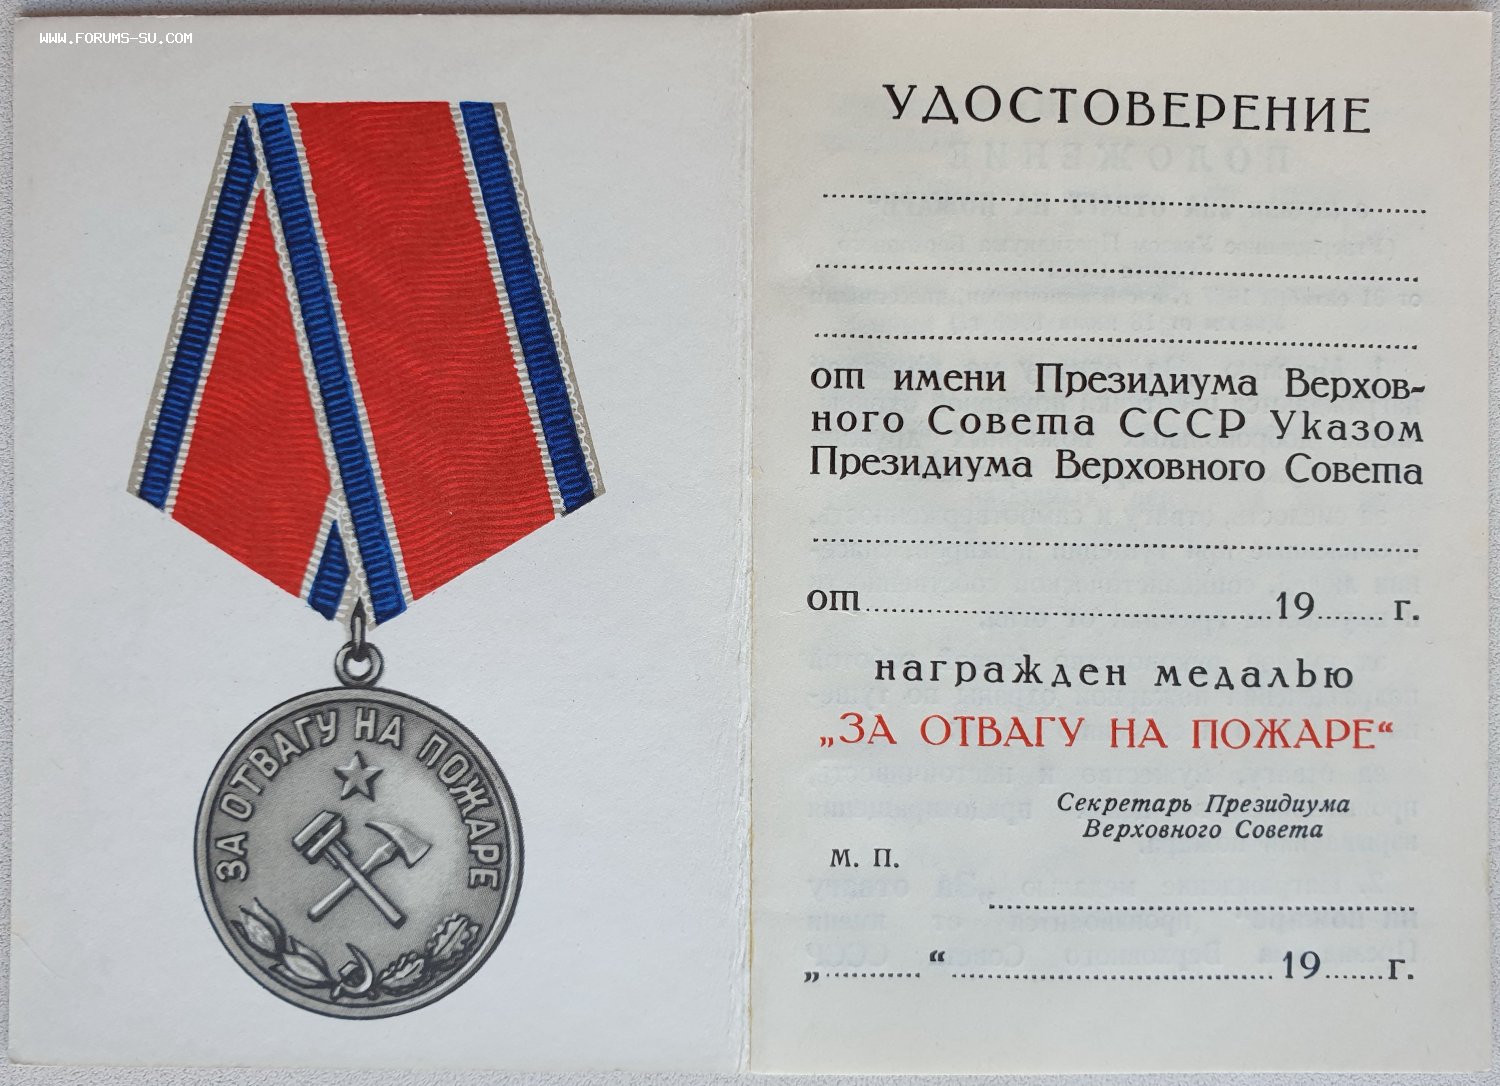 WWW.FORUMS-SU.COM
ЗА ОТВАГУ НА ПОЖАРЕ
УДОСТОВЕРЕНИЕ
от имени Президиума Верхов-
ного Совета СССР Указом
Президиума Верховного Совета
от 19 г.
награжден медалью
„ЗА ОТВАГУ НА ПОЖАРЕ“
Секретарь Президиума
Верховного Совета
М. П.
„ “ 19 г.